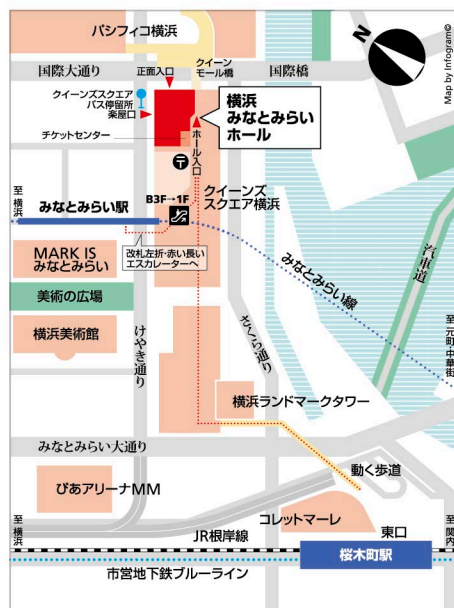 パシフィコ横浜
クイーン
モール橋
国際大通り
正面入口
国際橋
N
Map by Infogram©
クイーンズスクエア
バス停留所
楽屋口
横浜
みなとみらい
ホール
チケットセンター
ホール入口
B3F→1F
クイーンズ
スクエア横浜
至 横浜
みなとみらい駅
改札左折・赤い長い
エスカレーターへ
MARK IS
みなとみらい
美術の広場
横浜美術館
けやき通り
さくら通り
みなとみらい線
汽車道
至 元町・中華街
横浜ランドマークタワー
みなとみらい大通り
動く歩道
ぴあアリーナMM
コレットマーレ
東口
至 横浜
JR根岸線
桜木町駅
至 関内
市営地下鉄ブルーライン